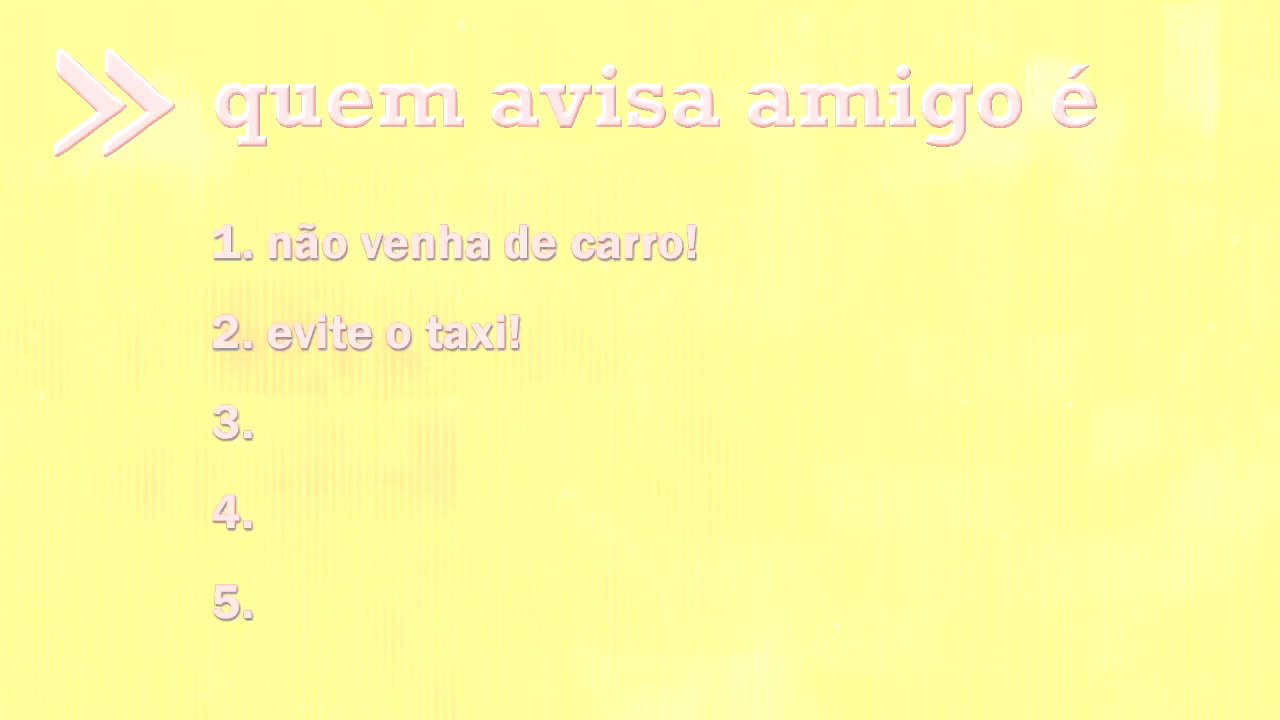 » quem avisa amigo é
1. não venha de carro!
2. evite o taxi!
3.
4.
5.